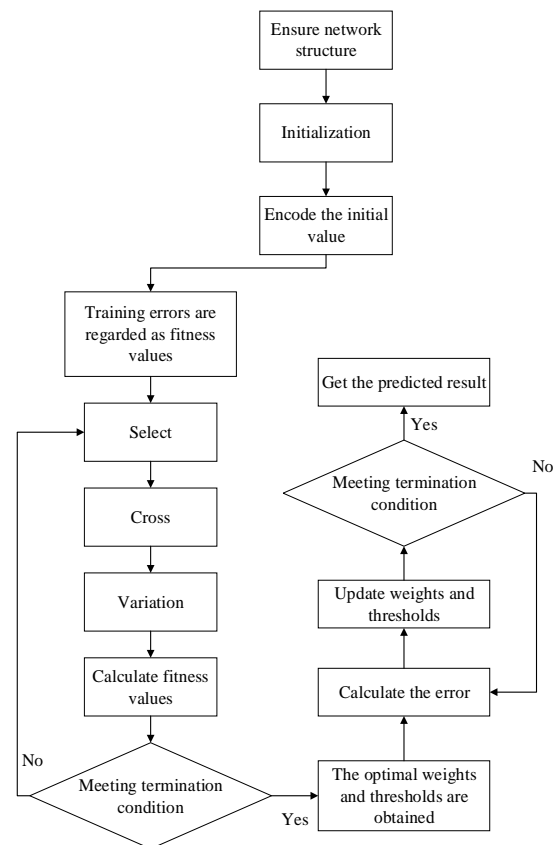 Ensure network
structure
Initialization
Encode the initial
value
Training errors are
regarded as fitness
values
Select
Cross
Variation
Calculate fitness
values
No
Meeting termination
condition
Yes
The optimal weights
and thresholds are
obtained
Calculate the error
Update weights and
thresholds
Meeting termination
condition
No
Yes
Get the predicted result